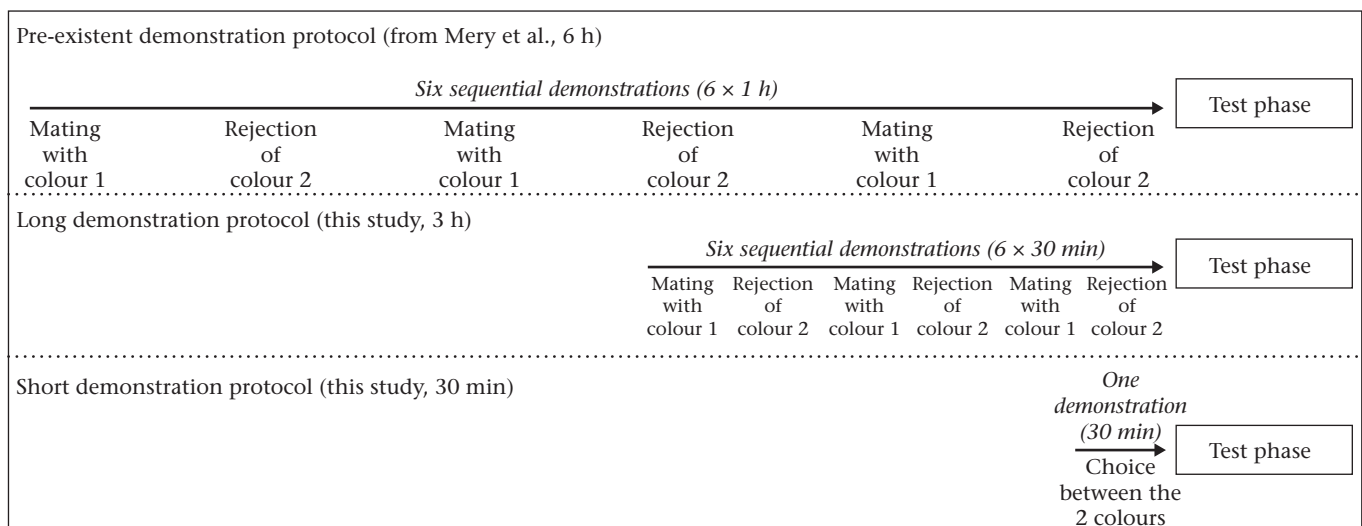 Pre-existent demonstration protocol (from Mery et al., 6 h)
Six sequential demonstrations (6 × 1 h)
Test phase
Mating Rejection Mating Rejection Mating Rejection
with of with of with of
colour 1 colour 2 colour 1 colour 2 colour 1 colour 2
Long demonstration protocol (this study, 3 h)
Six sequential demonstrations (6 × 30 min)
Test phase
Mating Rejection Mating Rejection Mating Rejection
with of with of with of
colour 1 colour 2 colour 1 colour 2 colour 1 colour 2
Short demonstration protocol (this study, 30 min)
One
demonstration
(30 min)
Test phase
Choice
between the
2 colours